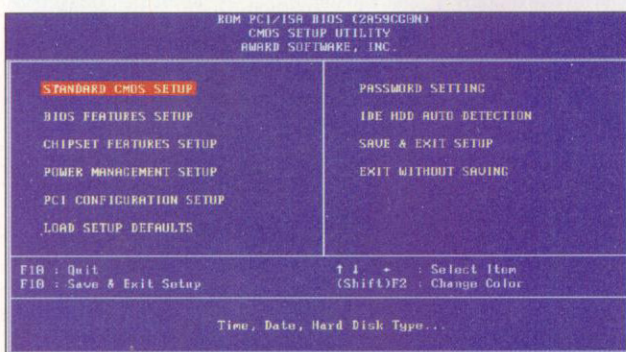 ROM PCI/ISA BIOS (2A59CG0N)
CMOS SETUP UTILITY
AWARD SOFTWARE, INC.
STANDARD CMOS SETUP
BIOS FEATURES SETUP
CHIPSET FEATURES SETUP
POWER MANAGEMENT SETUP
PCI CONFIGURATION SETUP
LOAD SETUP DEFAULTS
PASSWORD SETTING
IDE HDD AUTO DETECTION
SAVE & EXIT SETUP
EXIT WITHOUT SAVING
F10 : Quit
F10 : Save & Exit Setup
↑ ↓ → : Select Item
(Shift)F2 : Change Color
Time, Date, Hard Disk Type...